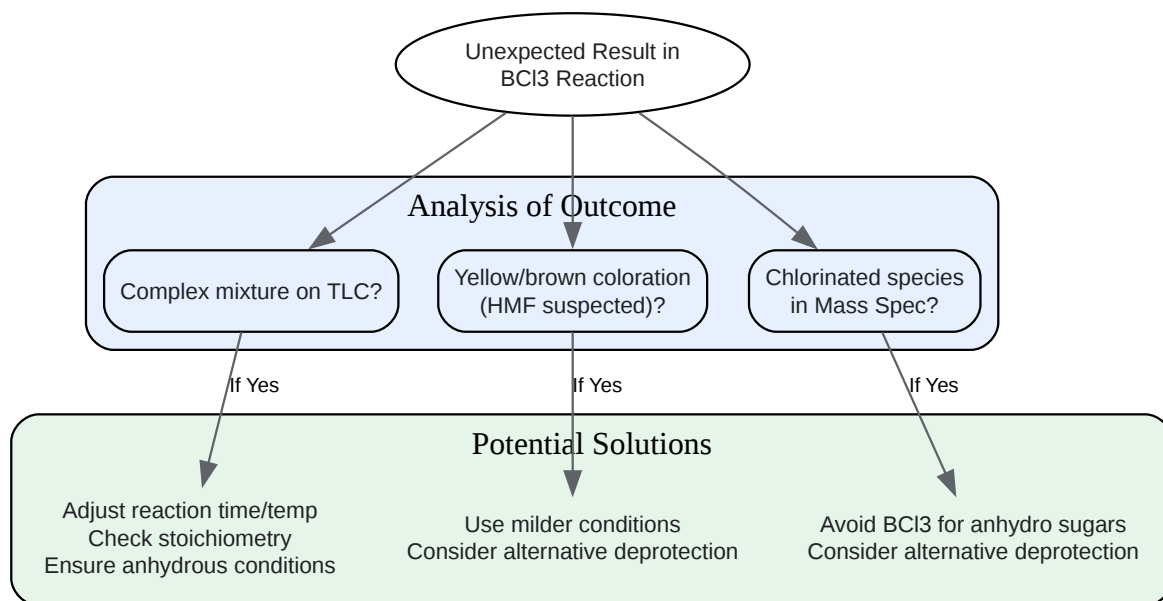 Unexpected Result in
BCl3 Reaction
Analysis of Outcome
Complex mixture on TLC?
Yellow/brown coloration
(HMF suspected)?
Chlorinated species
in Mass Spec?
If Yes
If Yes
If Yes
Potential Solutions
Adjust reaction time/temp
Check stoichiometry
Ensure anhydrous conditions
Use milder conditions
Consider alternative deprotection
Avoid BCl3 for anhydro sugars
Consider alternative deprotection